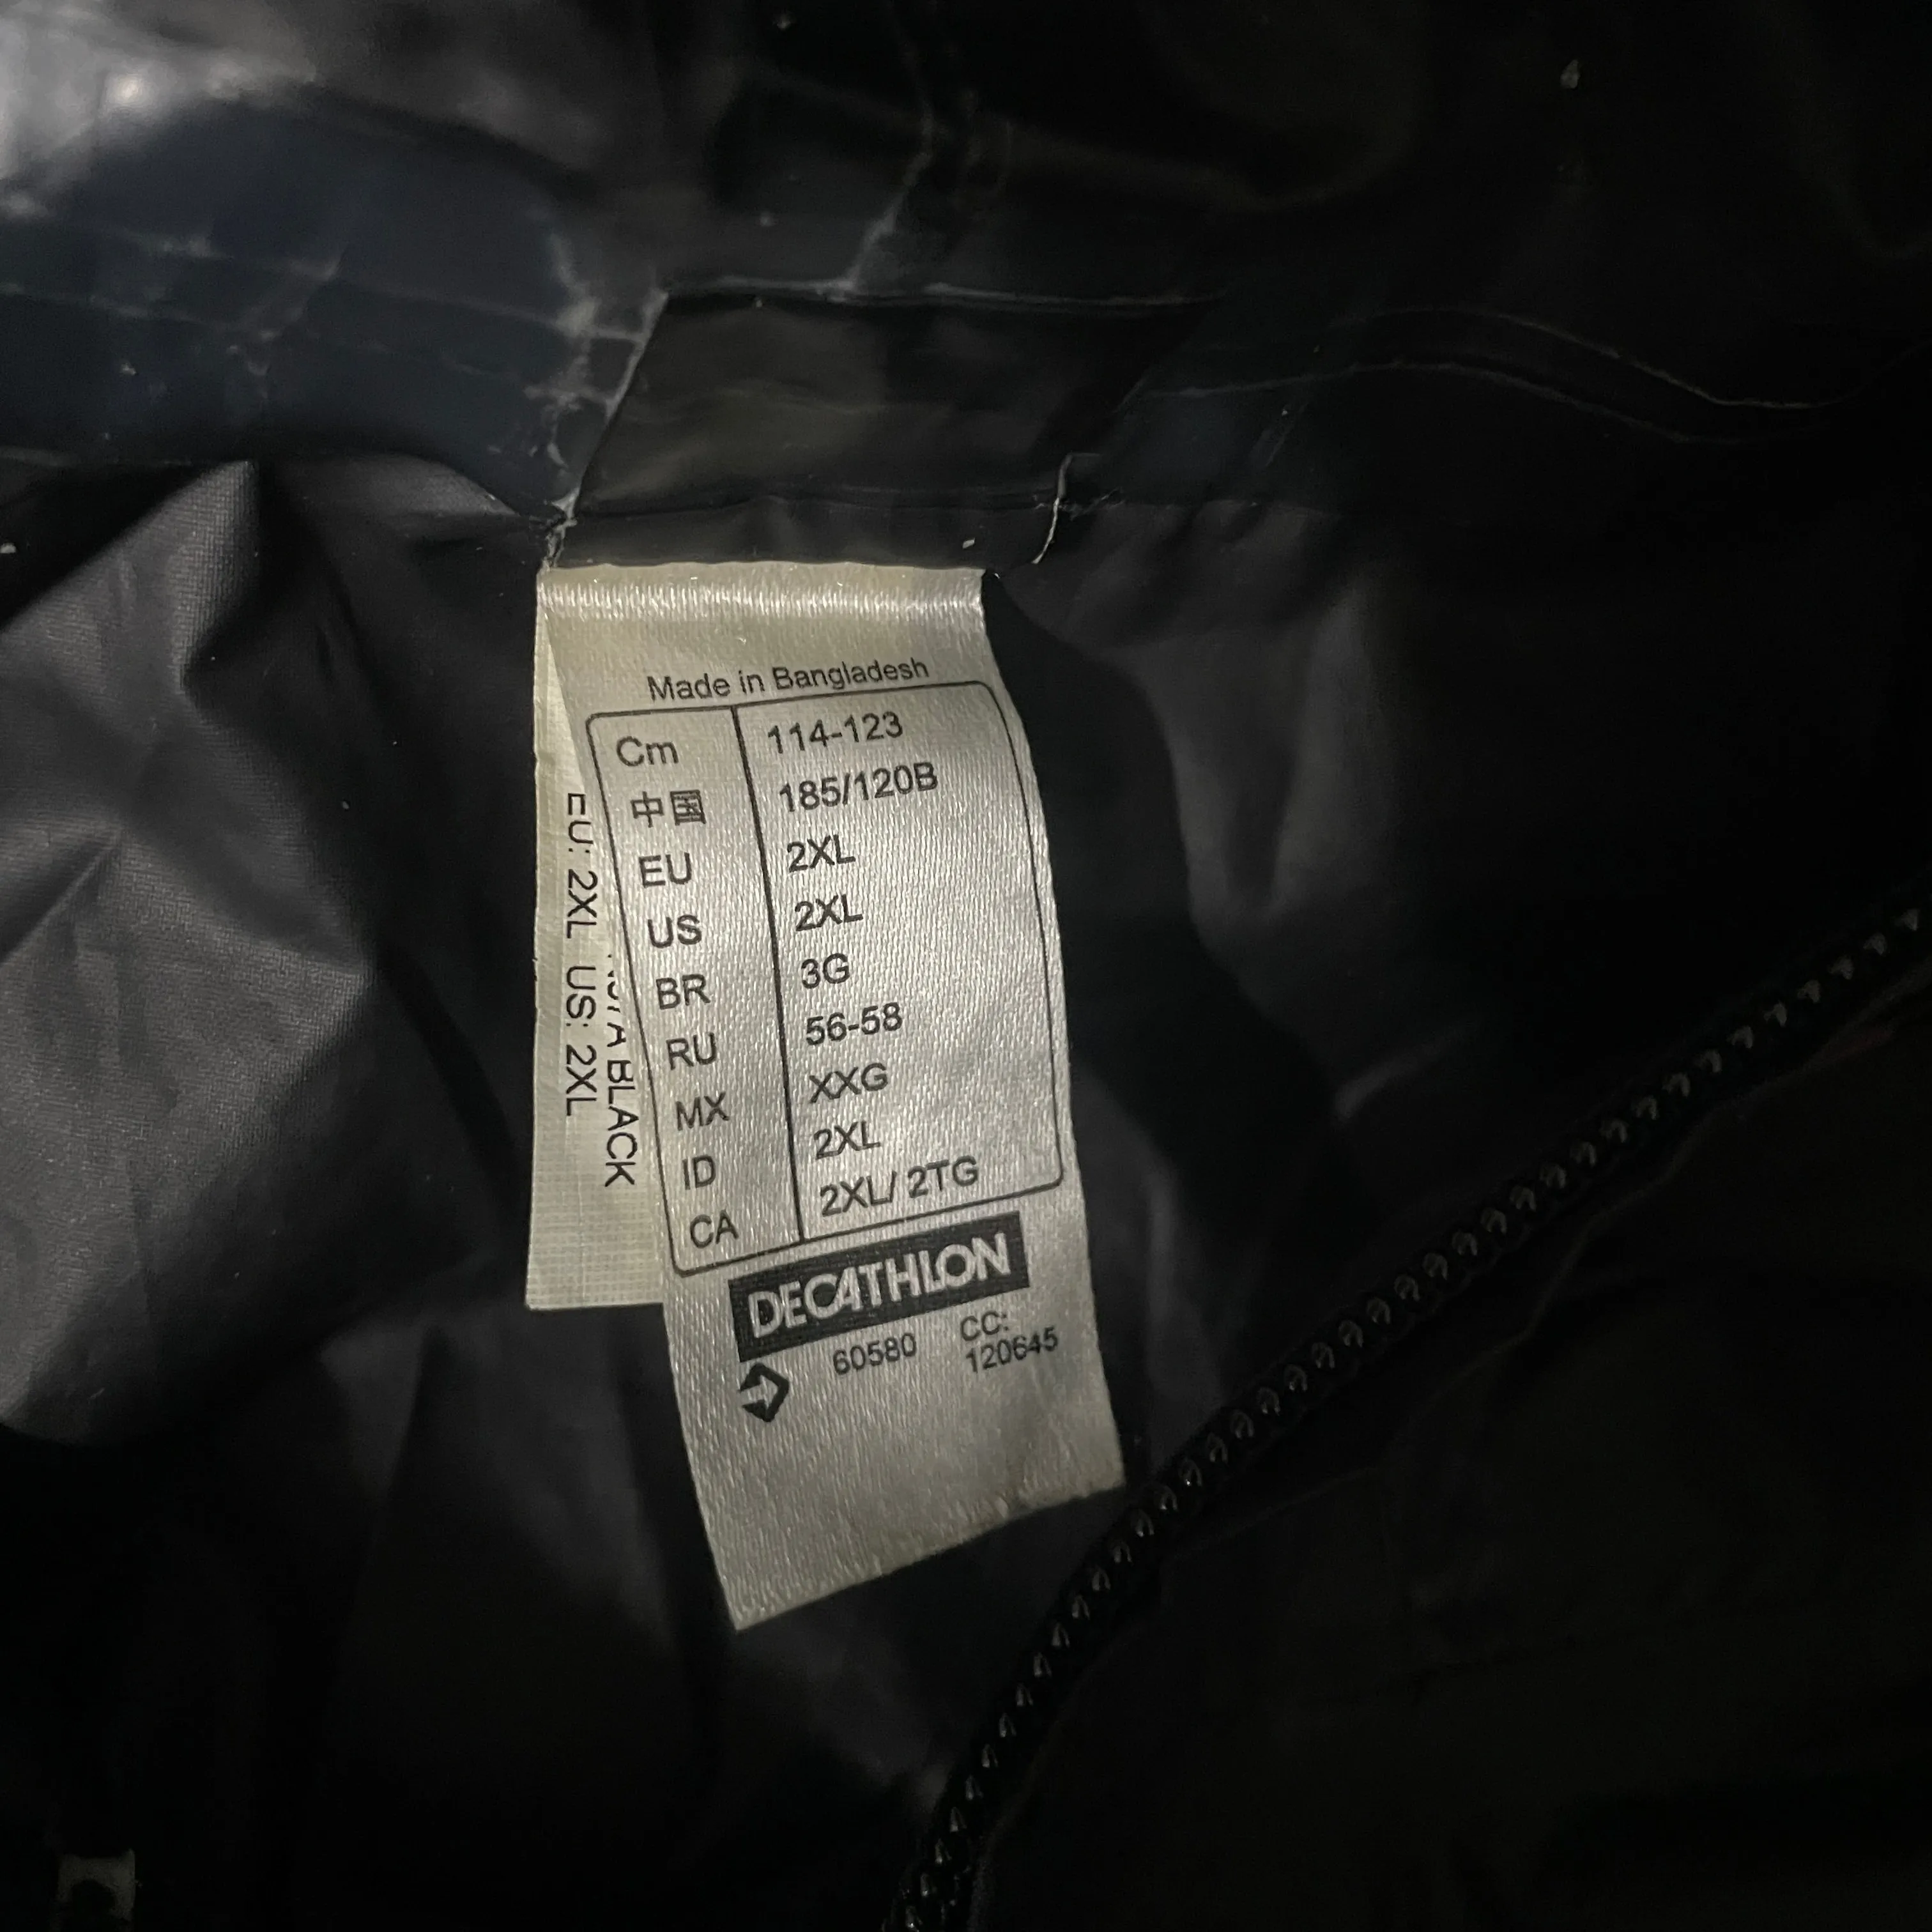 Made in Bangladesh
Cm 114-123
中国 185/120B
EU 2XL
US 2XL
BR 3G
RU 56-58
MX XXG
ID 2XL
CA 2XL/ 2TG
DECATHLON
60580 CC:
120645
BLACK
EU: 2XL US: 2XL